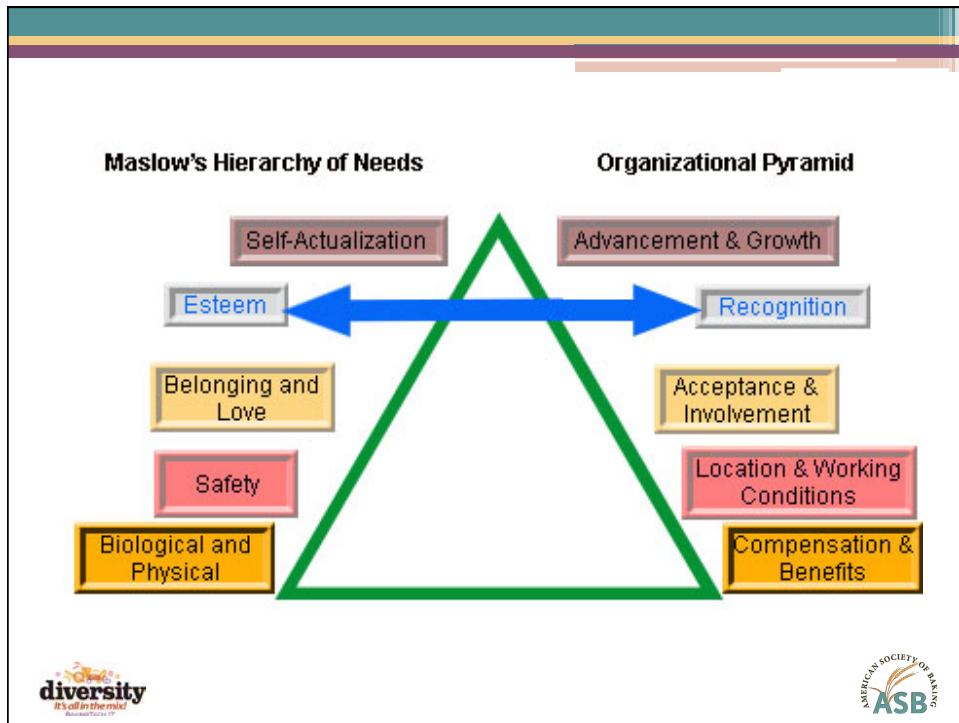 Maslow's Hierarchy of Needs
Organizational Pyramid
Self-Actualization
Advancement & Growth
Esteem
Recognition
Belonging and
Love
Acceptance &
Involvement
Safety
Location & Working
Conditions
Biological and
Physical
Compensation &
Benefits
diversity
It's all in the mix!
AMERICAN SOCIETY OF BAKING
ASB